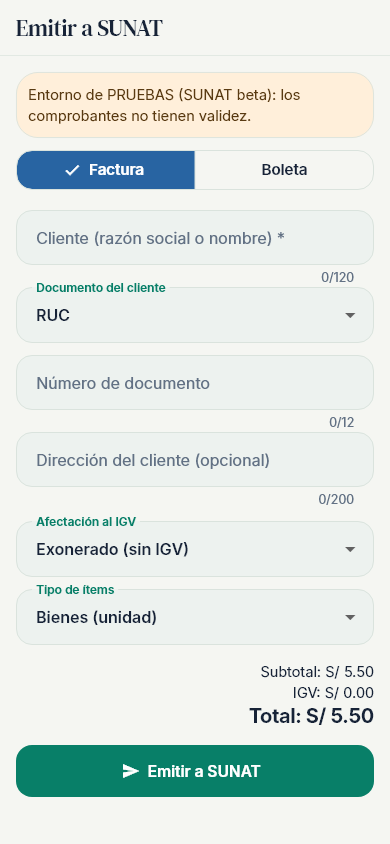 Emitir a SUNAT
Entorno de PRUEBAS (SUNAT beta): los
comprobantes no tienen validez.
Factura
Boleta
Cliente (razón social o nombre) *
0/120
Documento del cliente
RUC
Número de documento
0/12
Dirección del cliente (opcional)
0/200
Afectación al IGV
Exonerado (sin IGV)
Tipo de ítems
Bienes (unidad)
Subtotal: S/ 5.50
IGV: S/ 0.00
Total: S/ 5.50
Emitir a SUNAT